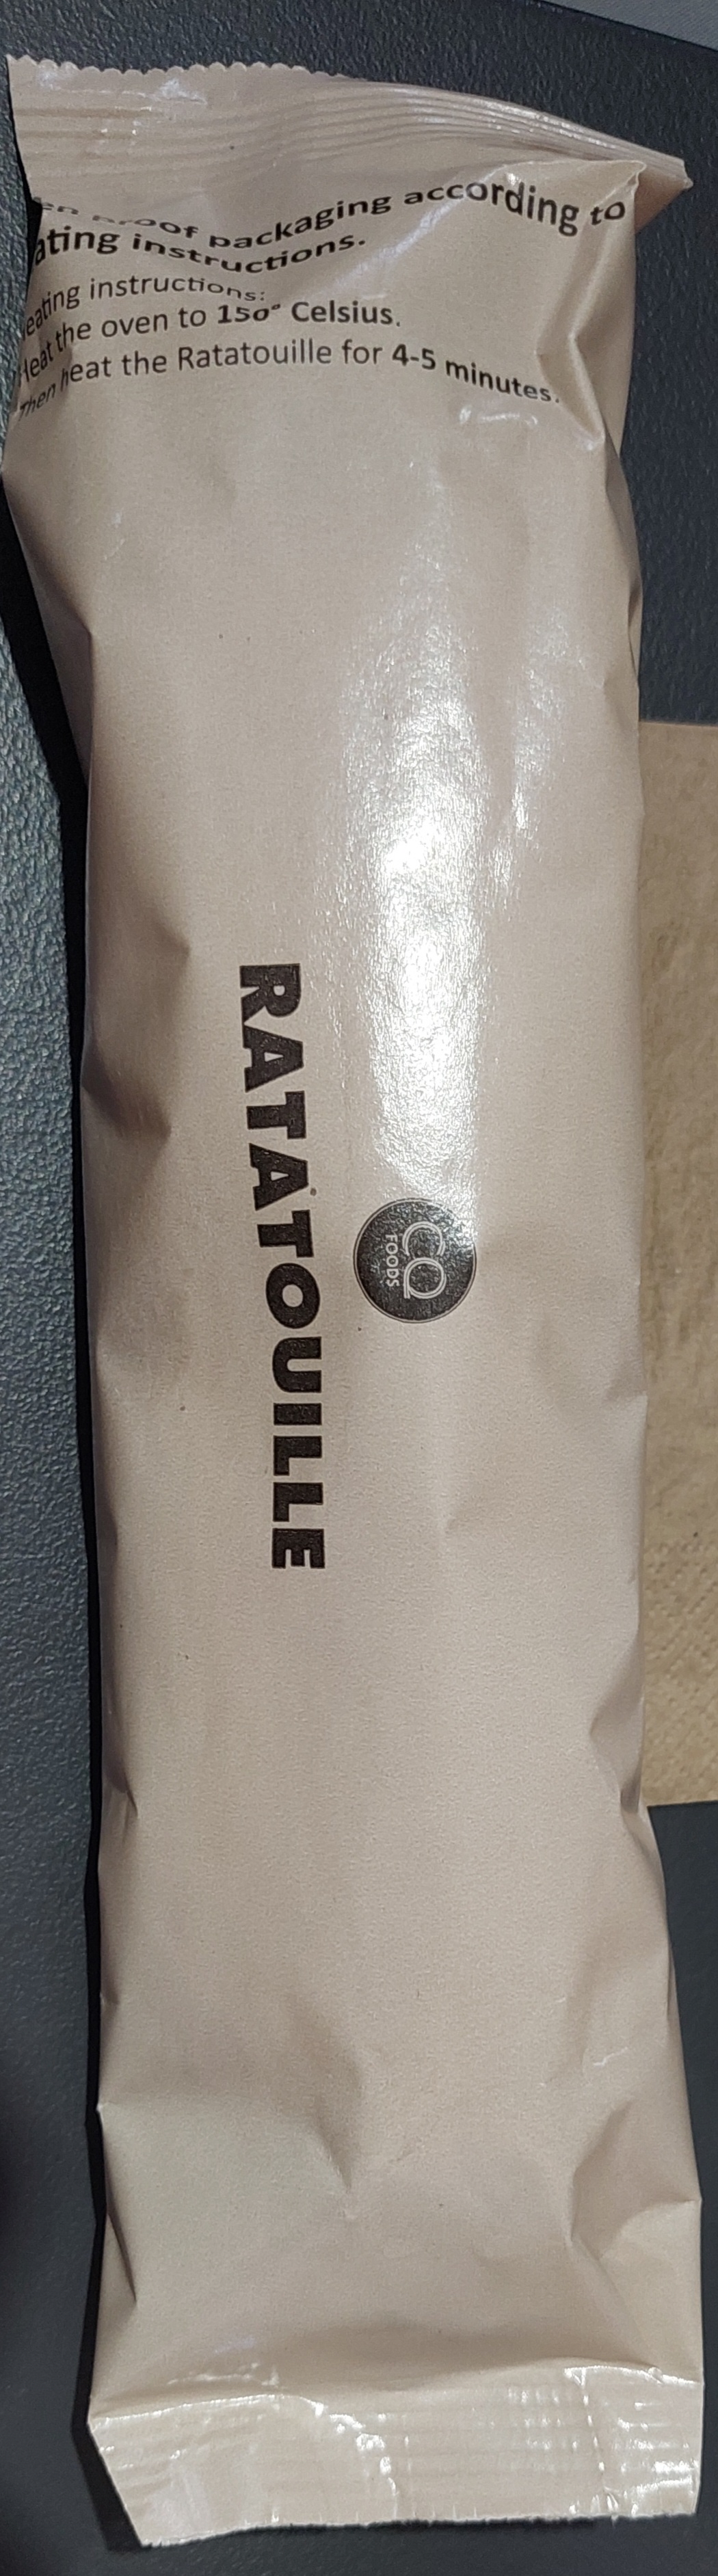 proof packaging according to
ating instructions.
eating instructions:
Heat the oven to 150° Celsius.
Then heat the Ratatouille for 4-5 minutes.
RATATOUILLE
CQ
FOODS